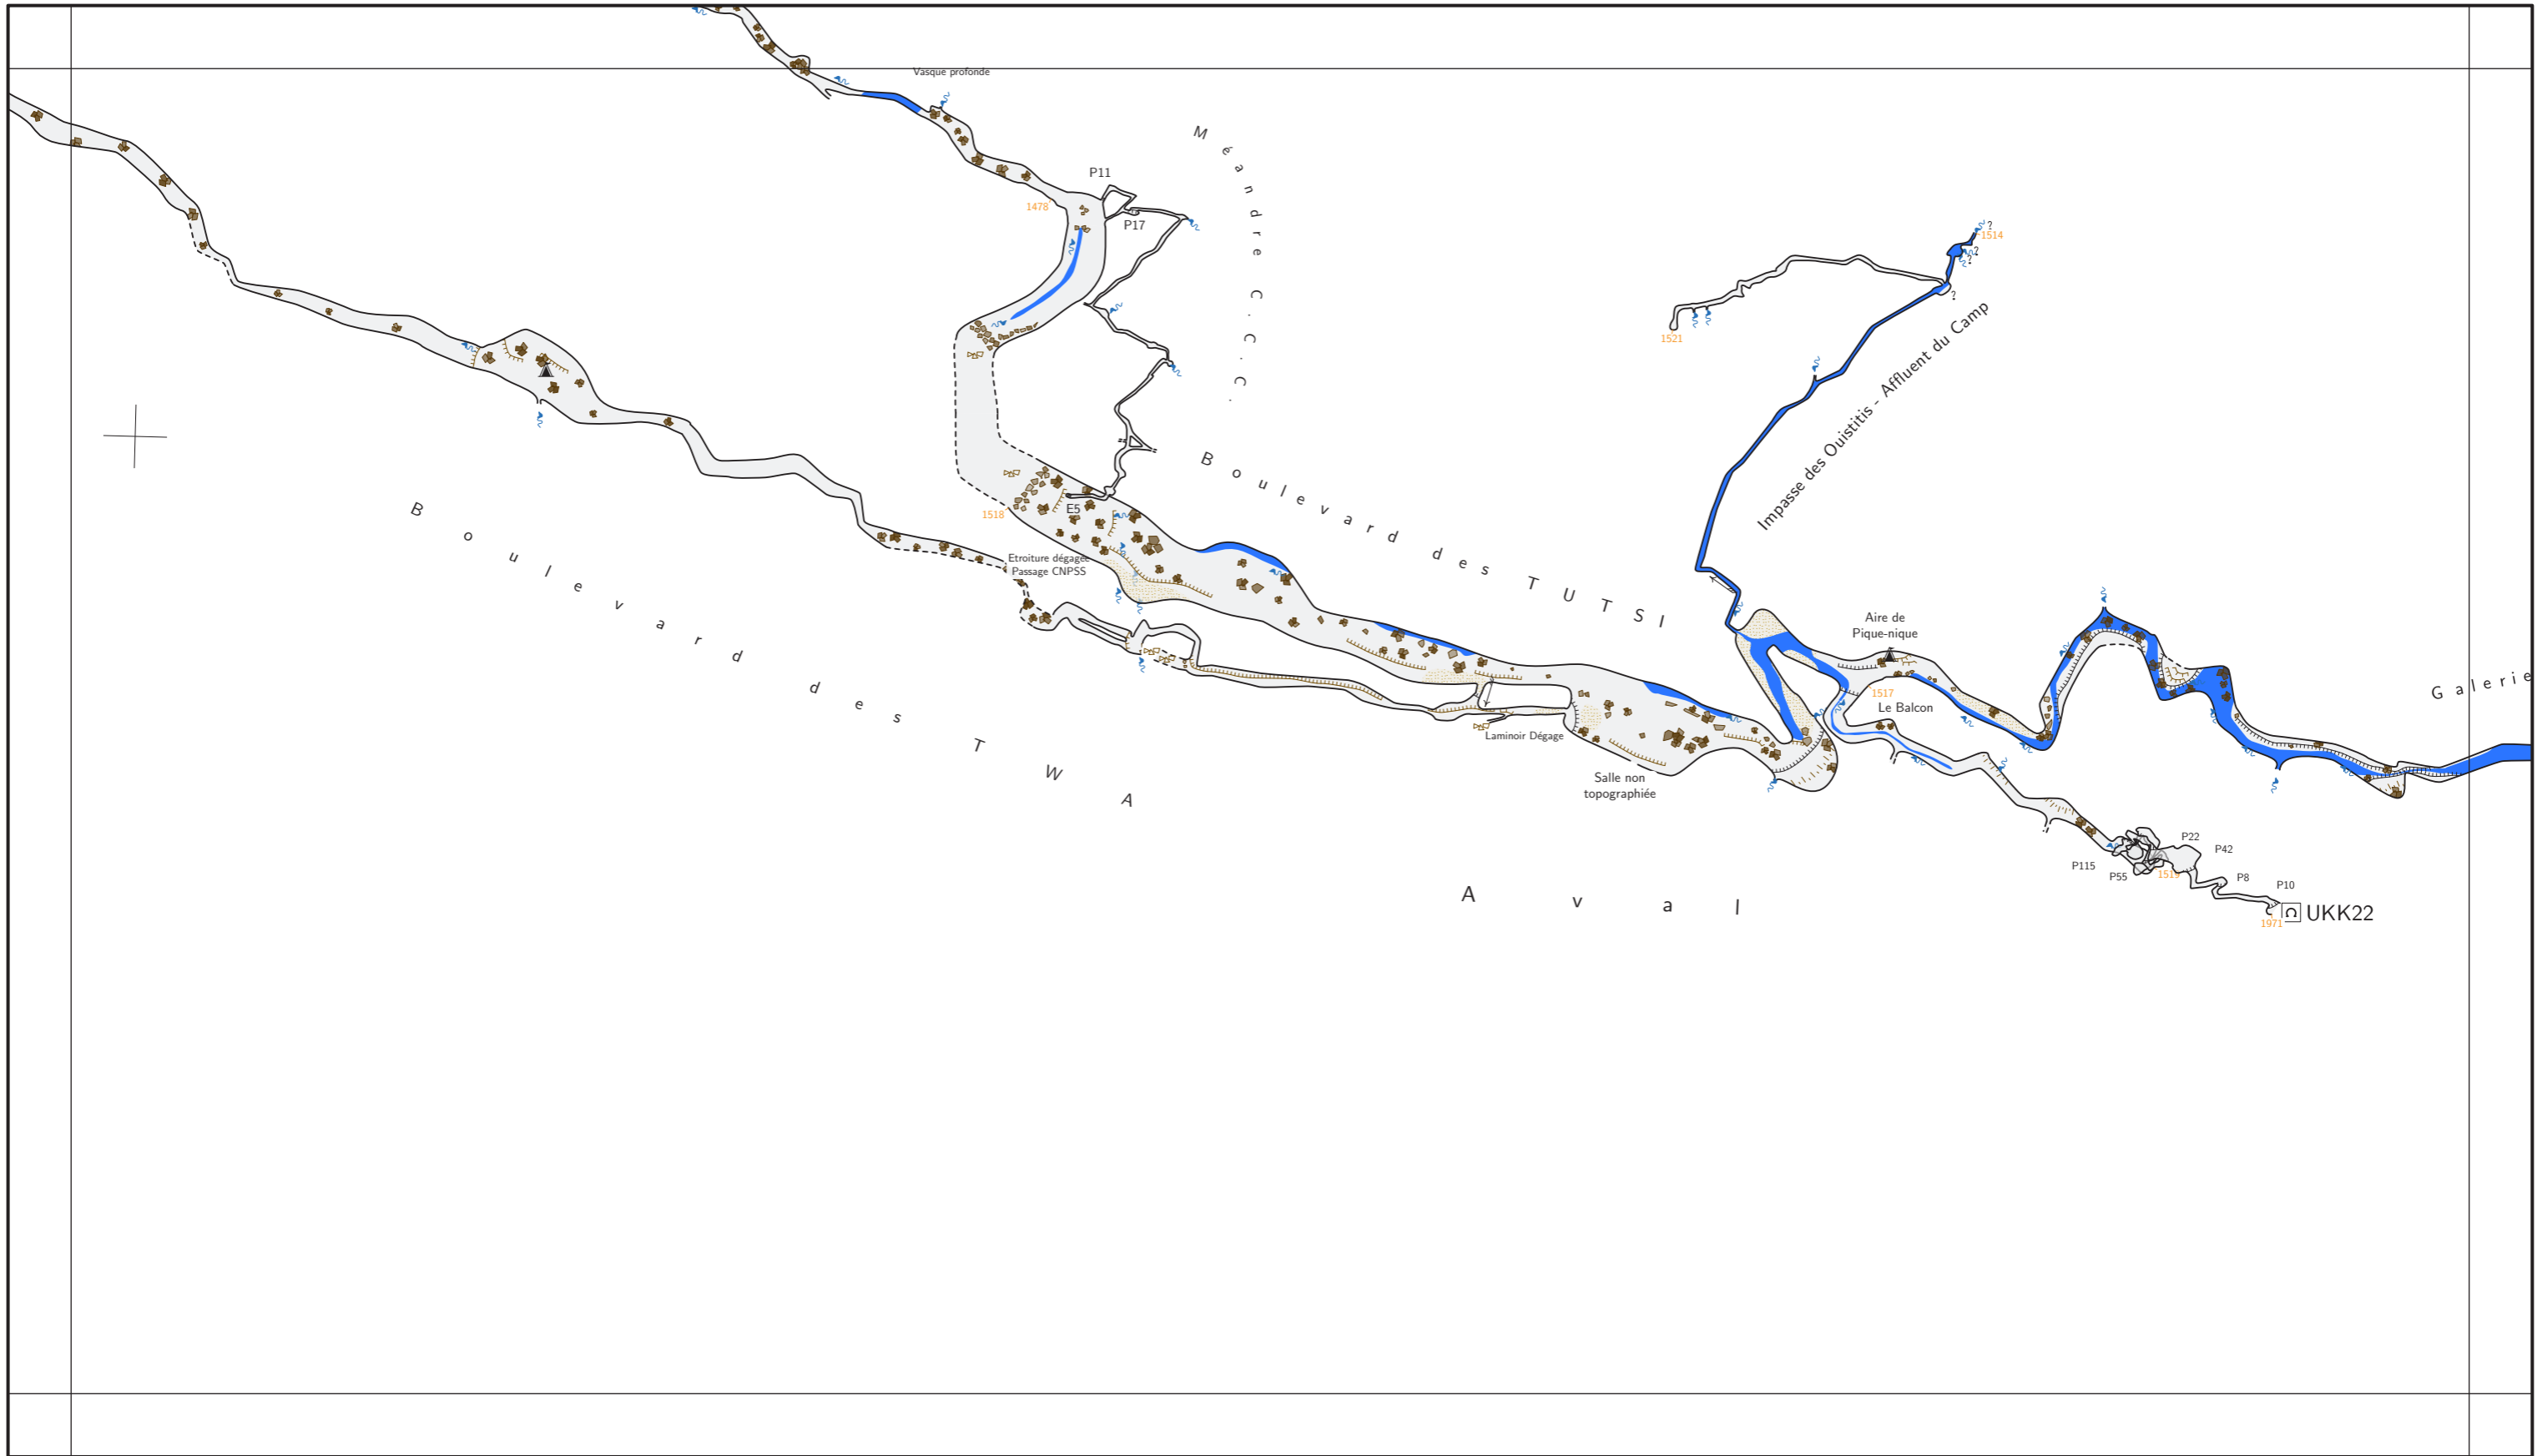 Vasque profonde
Méandre C.C.C.
P11
1478
P17
?
1514
?
?
?
1521
Impasse des Ouistitis - Affluent du Camp
Boulevard des TUTSI
E5
1518
Boulevard des TWA
Etroiture dégagée
Passage CNPSS
Aire de
Pique-nique
1517
Le Balcon
Galerie
Laminoir Dégage
Salle non
topographiée
P22
P42
P115
P55
1519
P8
P10
UKK22
1971
Aval